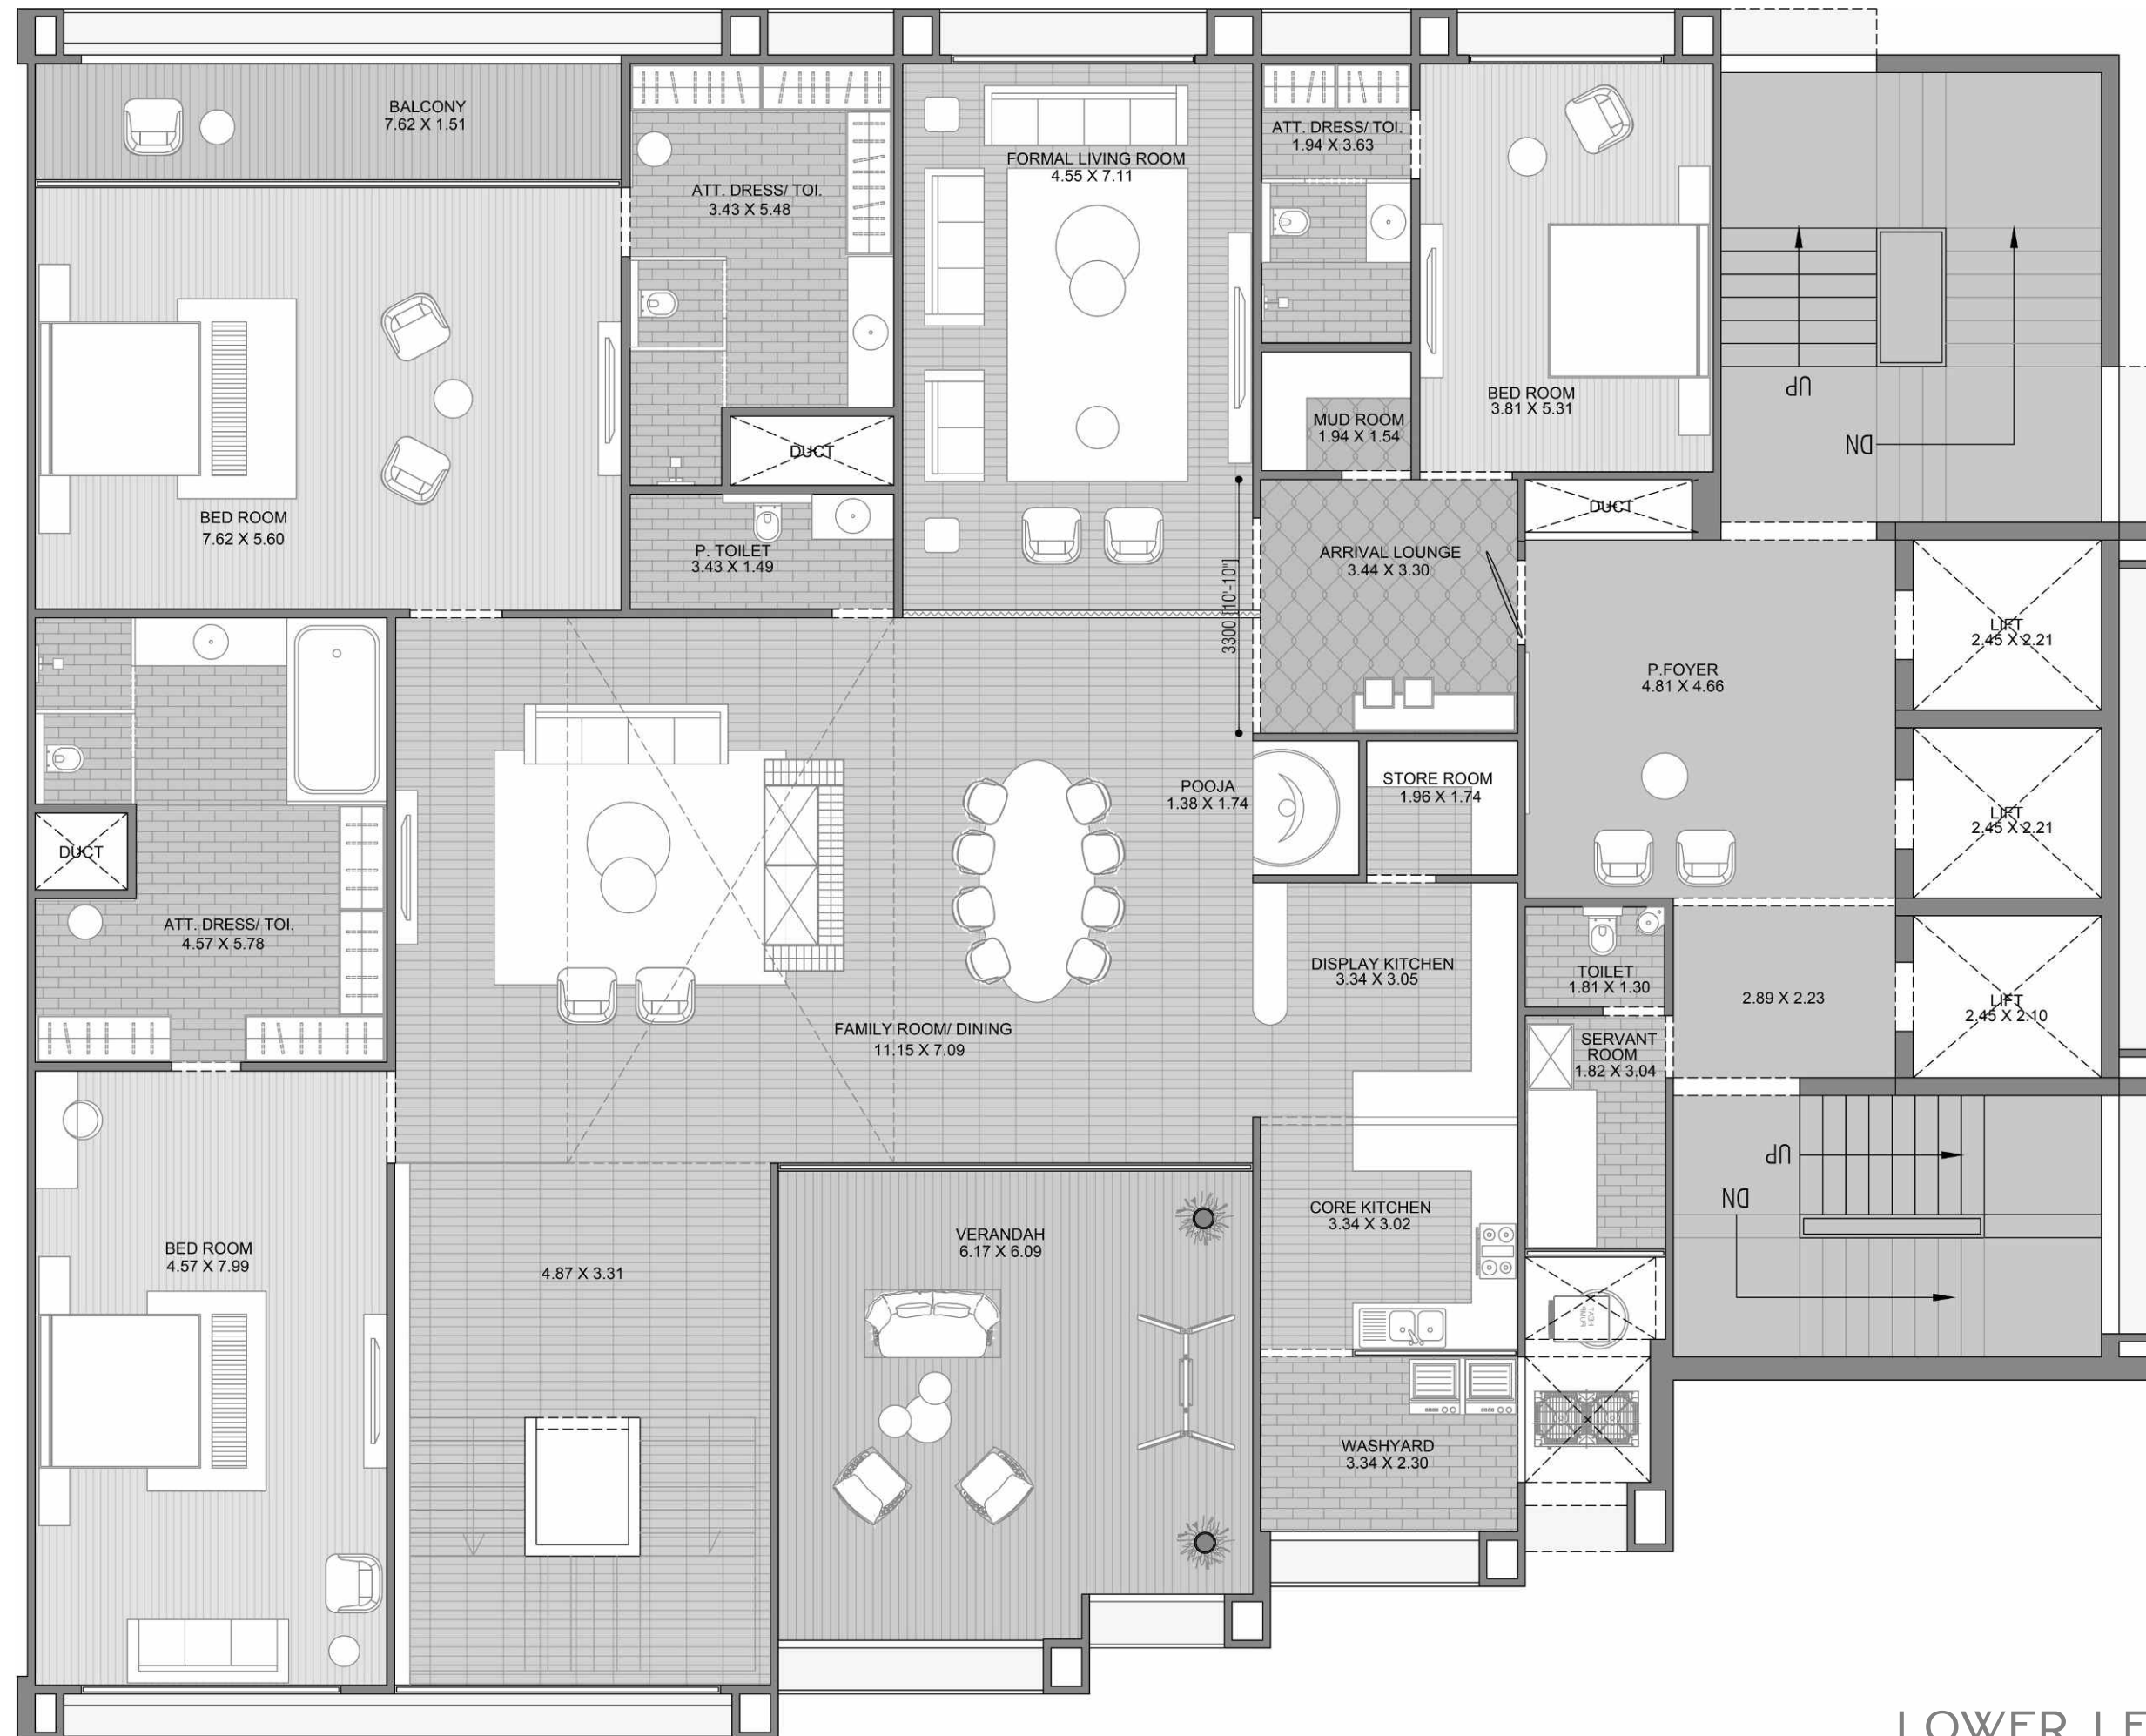 BALCONY
7.62 X 1.51
ATT. DRESS/ TOI.
3.43 X 5.48
FORMAL LIVING ROOM
4.55 X 7.11
ATT. DRESS/ TOI.
1.94 X 3.63
BED ROOM
3.81 X 5.31
UP
DN
MUD ROOM
1.94 X 1.54
DUCT
BED ROOM
7.62 X 5.60
P. TOILET
3.43 X 1.49
DUCT
ARRIVAL LOUNGE
3.44 X 3.30
3300 [10'-10"]
P.FOYER
4.81 X 4.66
LIFT
2.45 X 2.21
LIFT
2.45 X 2.21
LIFT
2.45 X 2.10
POOJA
1.38 X 1.74
STORE ROOM
1.96 X 1.74
DUCT
ATT. DRESS/ TOI.
4.57 X 5.78
DISPLAY KITCHEN
3.34 X 3.05
TOILET
1.81 X 1.30
2.89 X 2.23
FAMILY ROOM/ DINING
11.15 X 7.09
SERVANT
ROOM
1.82 X 3.04
UP
DN
BED ROOM
4.57 X 7.99
4.87 X 3.31
VERANDAH
6.17 X 6.09
CORE KITCHEN
3.34 X 3.02
HEAT
PUMP
WASHYARD
3.34 X 2.30
LOWER LE